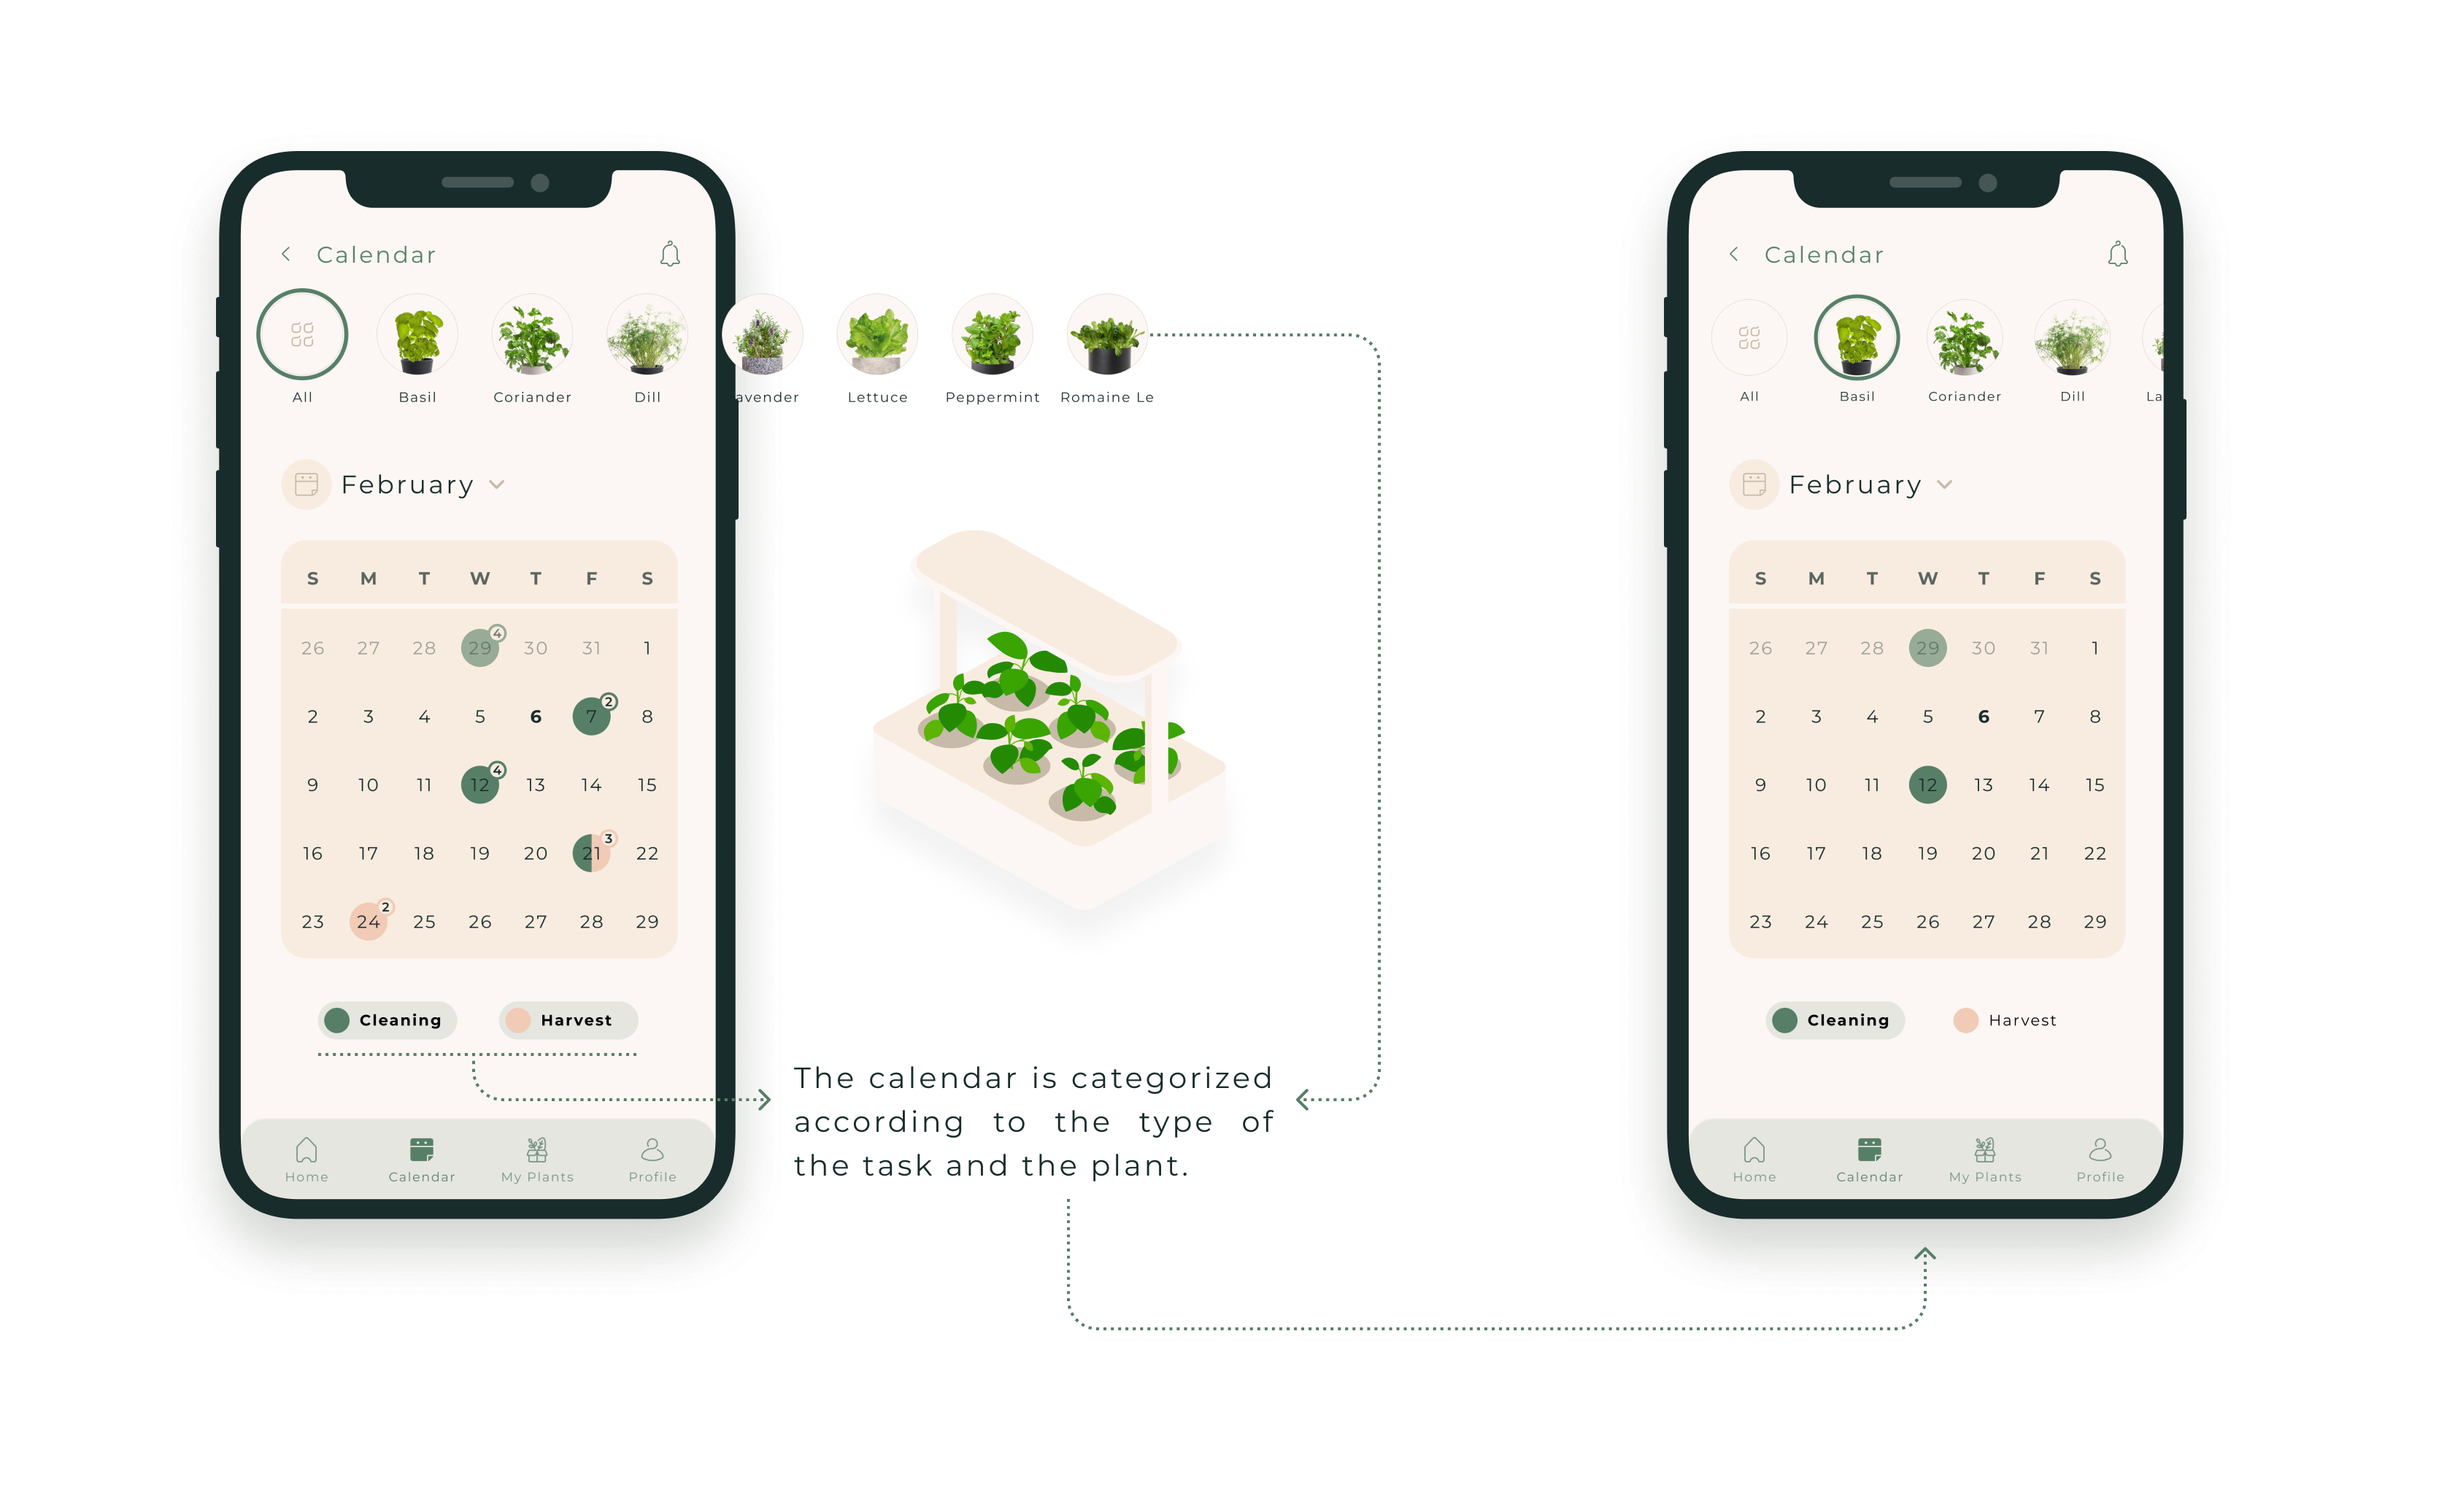 Calendar
All Basil Coriander Dill avender Lettuce Peppermint Romaine Le
February
S M T W T F S
26 27 28 29 4 30 31 1
2 3 4 5 6 7 2 8
9 10 11 12 4 13 14 15
16 17 18 19 20 21 3 22
23 24 2 25 26 27 28 29
Cleaning Harvest
Home Calendar My Plants Profile
The calendar is categorized
according to the type of
the task and the plant.
Calendar
All Basil Coriander Dill La
February
S M T W T F S
26 27 28 29 30 31 1
2 3 4 5 6 7 8
9 10 11 12 13 14 15
16 17 18 19 20 21 22
23 24 25 26 27 28 29
Cleaning Harvest
Home Calendar My Plants Profile